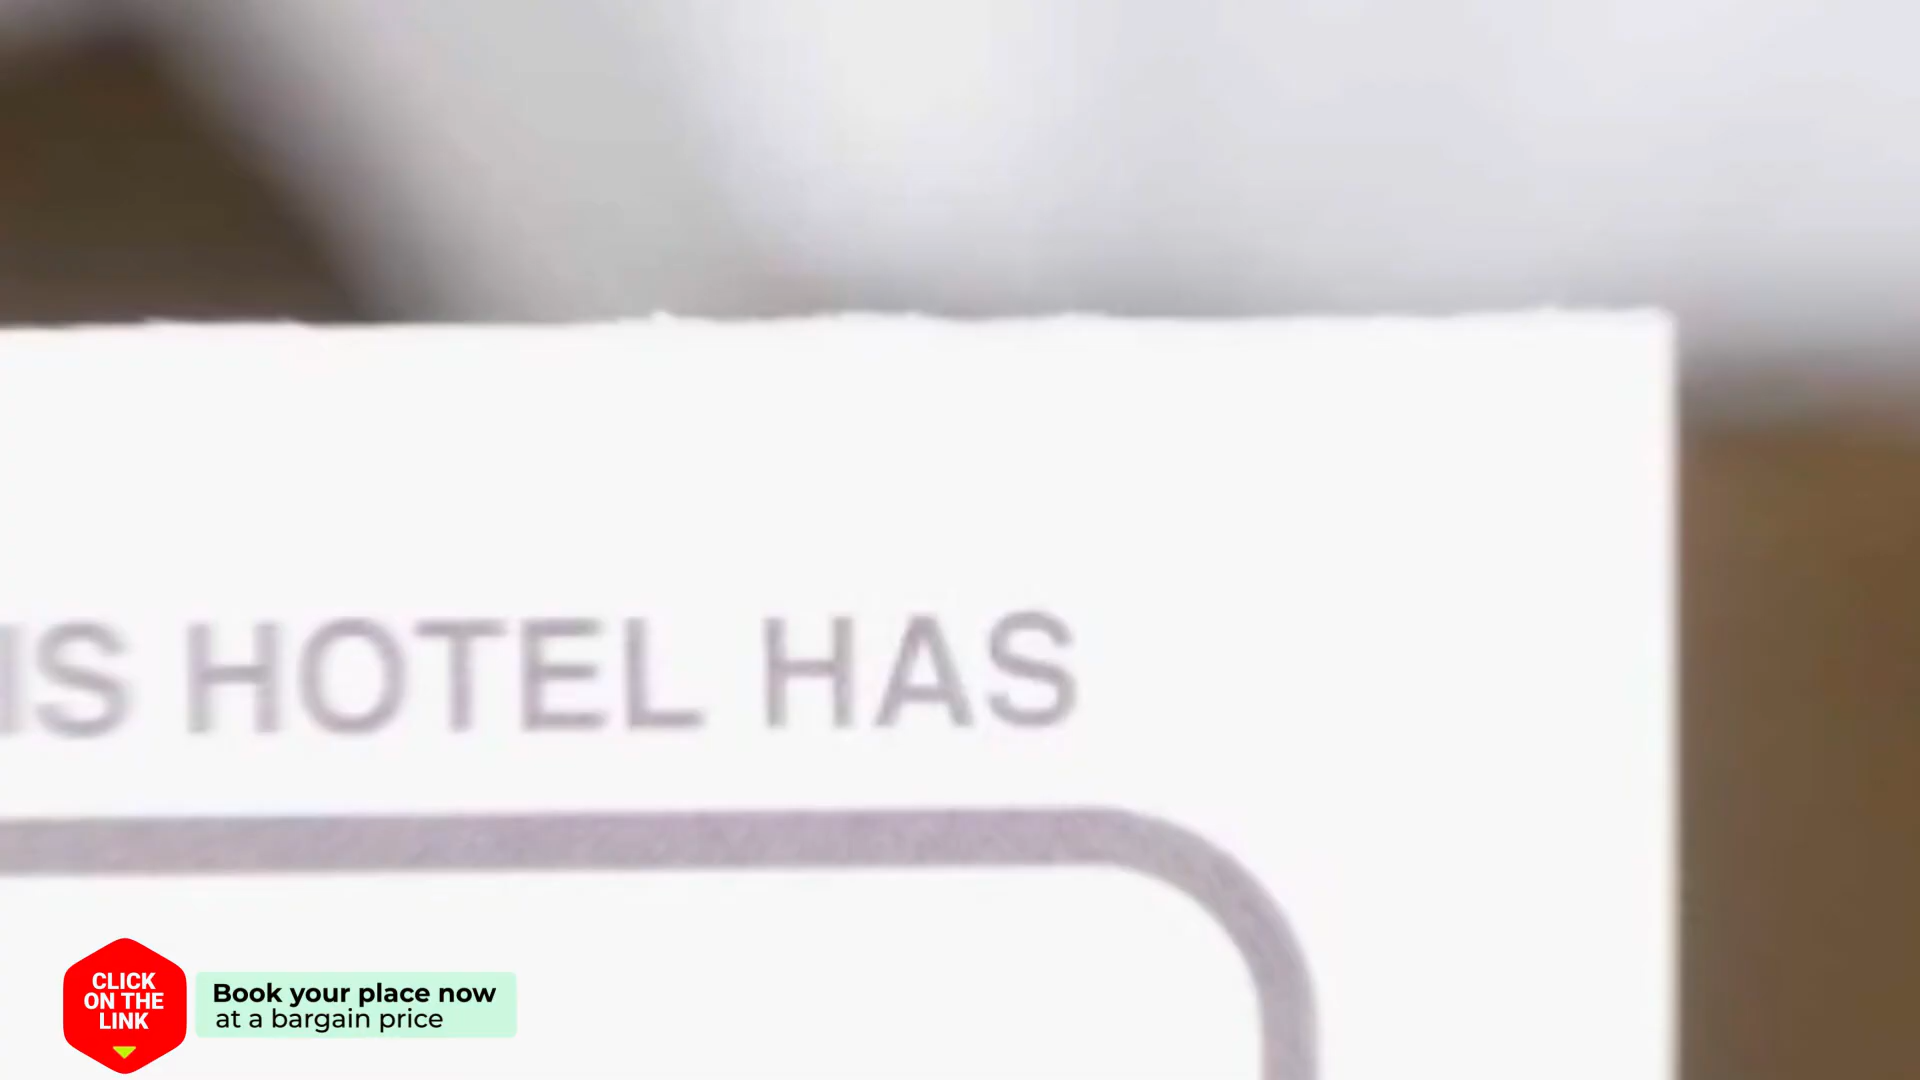 IS HOTEL HAS
CLICK
ON THE
LINK
Book your place now
at a bargain price